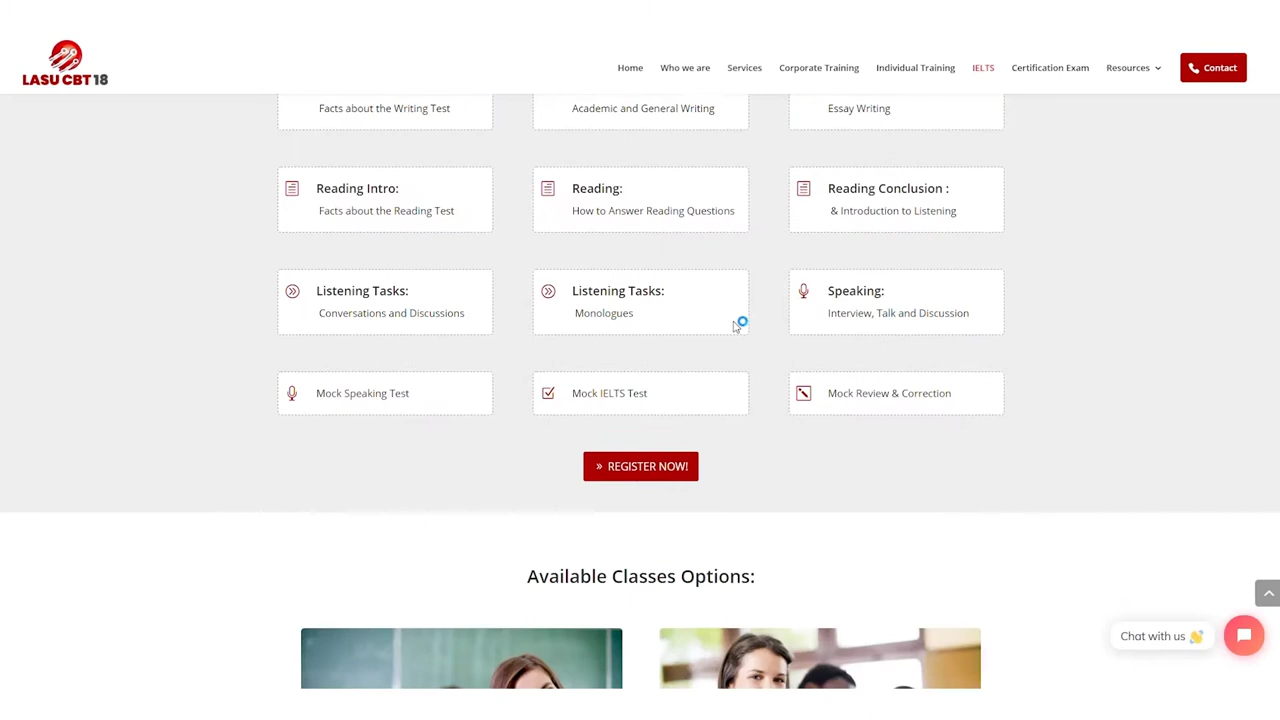 LASU CBT 18
Home Who we are Services Corporate Training Individual Training IELTS Certification Exam Resources Contact
Facts about the Writing Test
Academic and General Writing
Essay Writing
Reading Intro:
Facts about the Reading Test
Reading:
How to Answer Reading Questions
Reading Conclusion :
& Introduction to Listening
Listening Tasks:
Conversations and Discussions
Listening Tasks:
Monologues
Speaking:
Interview, Talk and Discussion
Mock Speaking Test
Mock IELTS Test
Mock Review & Correction
» REGISTER NOW!
Available Classes Options:
Chat with us 👋